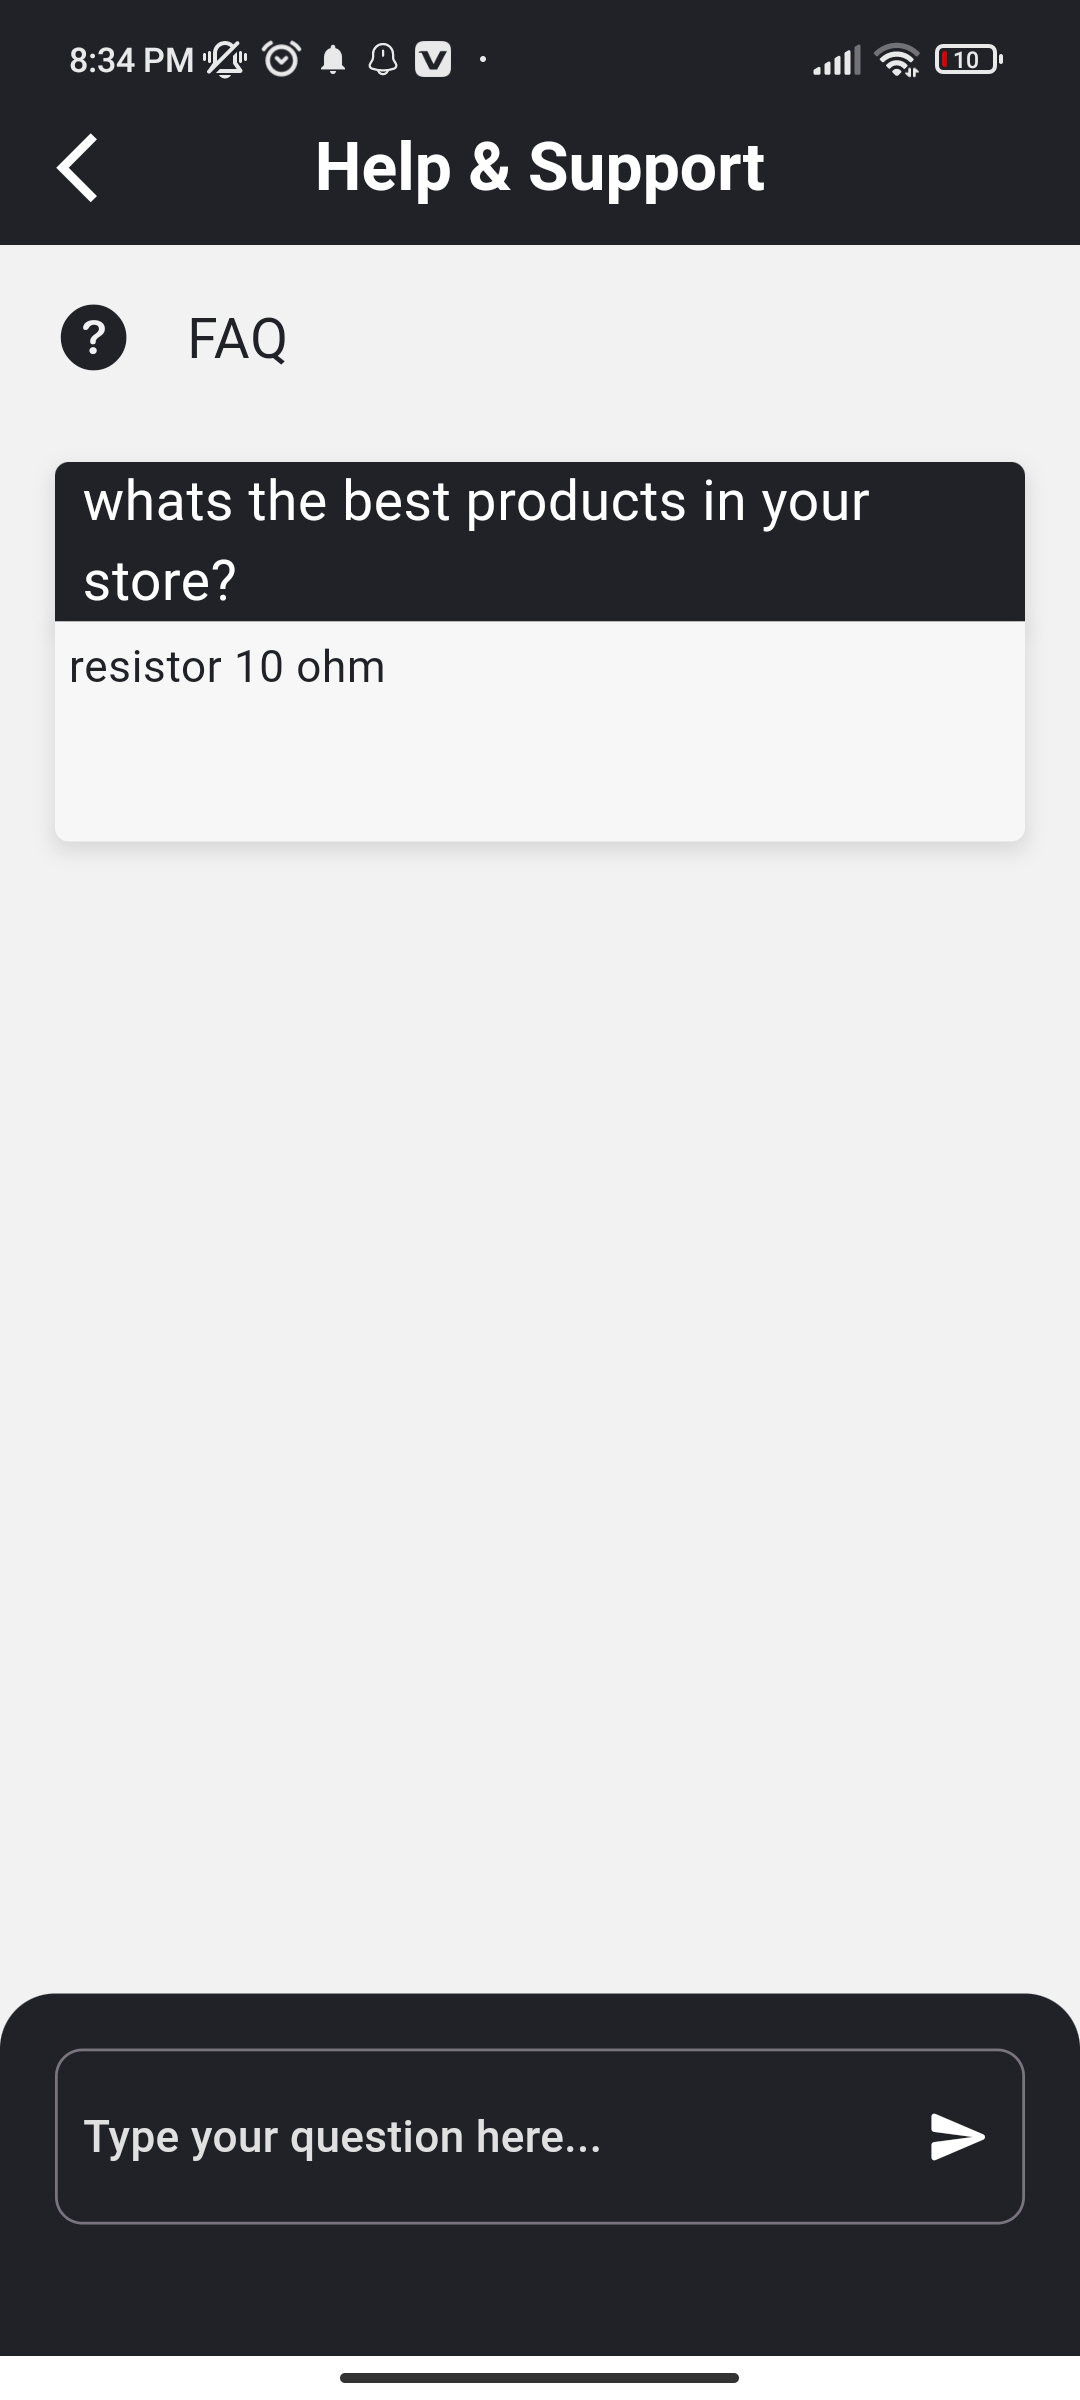 8:34 PM
10
Help & Support
? FAQ
whats the best products in your
store?
resistor 10 ohm
Type your question here...